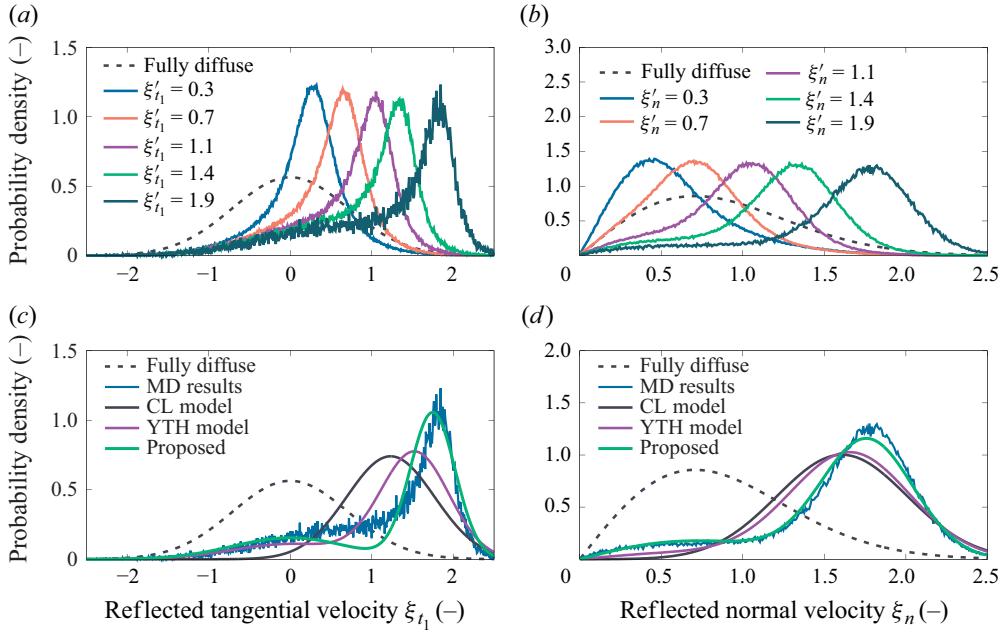 (a)
Probability density (–)
1.5
1.0
0.5
0
Fully diffuse
ξ′t1 = 0.3
ξ′t1 = 0.7
ξ′t1 = 1.1
ξ′t1 = 1.4
ξ′t1 = 1.9
−2 −1 0 1 2
(b)
3.0
2.5
2.0
1.5
1.0
0.5
Fully diffuse
ξ′n = 0.3
ξ′n = 0.7
ξ′n = 1.1
ξ′n = 1.4
ξ′n = 1.9
0 0.5 1.0 1.5 2.0 2.5
(c)
Probability density (–)
1.5
1.0
0.5
0
Fully diffuse
MD results
CL model
YTH model
Proposed
−2 −1 0 1 2
Reflected tangential velocity ξt1 (–)
(d)
2.0
1.5
1.0
0.5
Fully diffuse
MD results
CL model
YTH model
Proposed
0 0.5 1.0 1.5 2.0 2.5
Reflected normal velocity ξn (–)